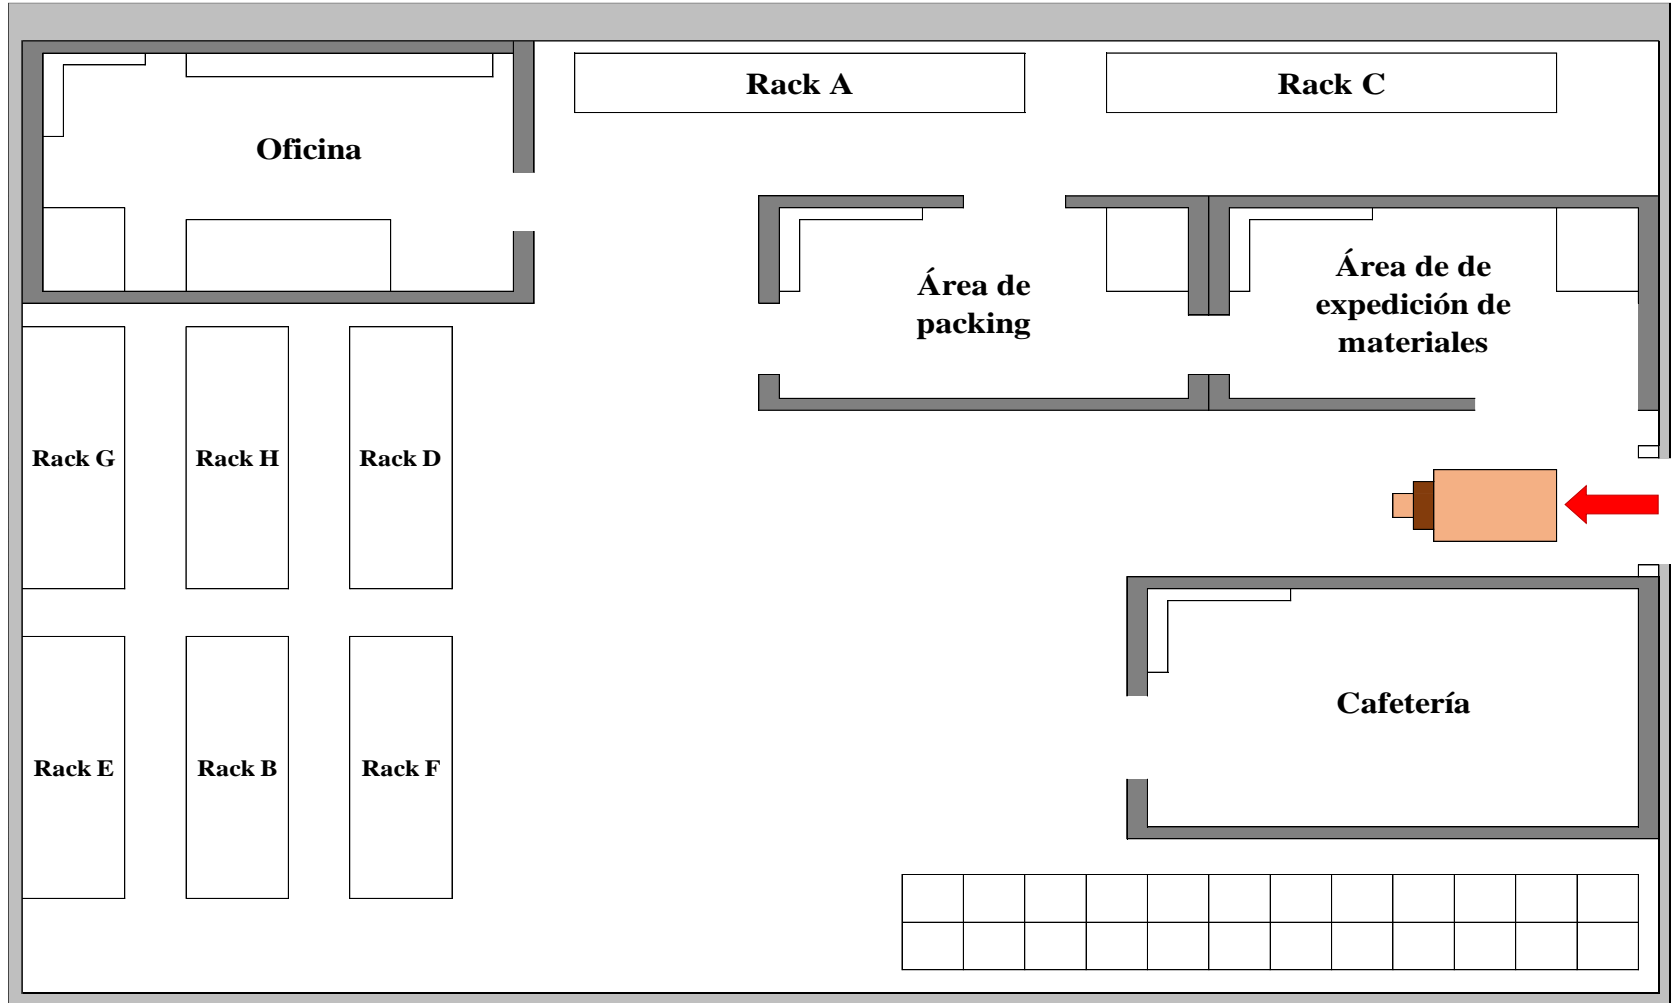 Rack A
Rack C
Oficina
Área de
packing
Área de de
expedición de
materiales
Rack G
Rack H
Rack D
Rack E
Rack B
Rack F
Cafetería